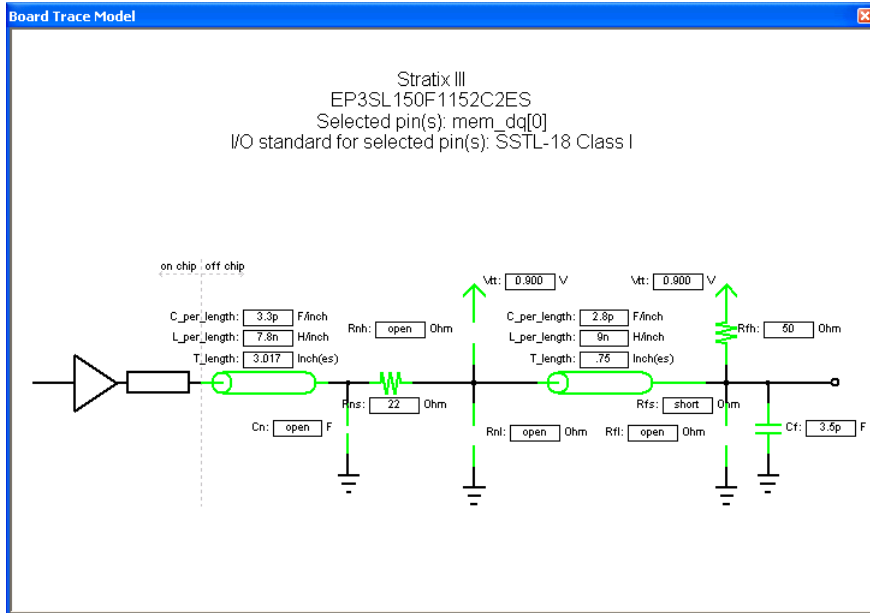 Board Trace Model
Stratix III
EP3SL150F1152C2ES
Selected pin(s): mem_dq[0]
I/O standard for selected pin(s): SSTL-18 Class I
on chip off chip
Vtt: 0.900 V
Vtt: 0.900 V
C_per_length: 3.3p F/inch
L_per_length: 7.8n H/inch
T_length: 3.017 Inch(es)
Rnh: open Ohm
C_per_length: 2.8p F/inch
L_per_length: 9n H/inch
T_length: .75 Inch(es)
Rfh: 50 Ohm
Rns: 22 Ohm
Rfs: short Ohm
Cn: open F
Rnl: open Ohm
Rfl: open Ohm
Cf: 3.5p F